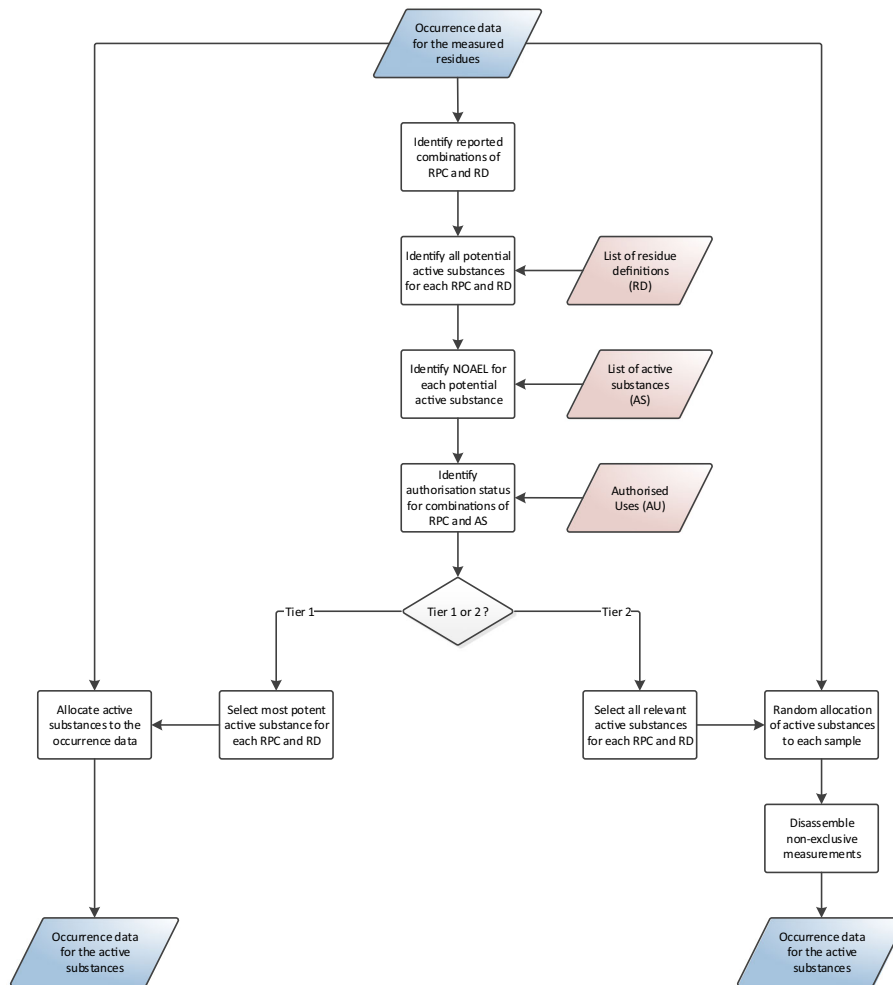 Occurrence data
for the measured
residues
Identify reported
combinations of
RPC and RD
Identify all potential
active substances
for each RPC and RD
List of residue
definitions
(RD)
Identify NOAEL for
each potential
active substance
List of active
substances
(AS)
Identify
authorisation status
for combinations of
RPC and AS
Authorised
Uses (AU)
Tier 1
Tier 1 or 2 ?
Tier 2
Allocate active
substances to the
occurrence data
Select most potent
active substance for
each RPC and RD
Select all relevant
active substances
for each RPC and RD
Random allocation
of active substances
to each sample
Disassemble
non-exclusive
measurements
Occurrence data
for the active
substances
Occurrence data
for the active
substances